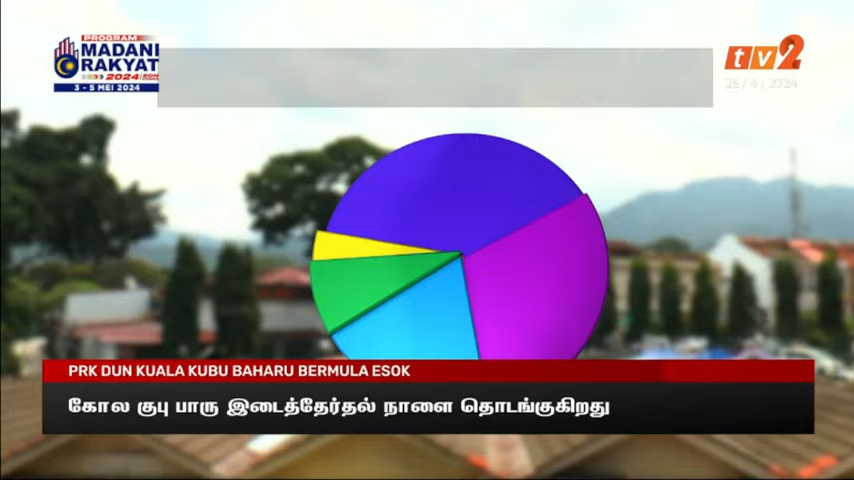 PROGRAM
MADANI
RAKYAT
2024
3 - 5 MEI 2024
tv2
26 / 4 / 2024
PRK DUN KUALA KUBU BAHARU BERMULA ESOK
கோல குபு பாரு இடைத்தேர்தல் நாளை தொடங்குகிறது